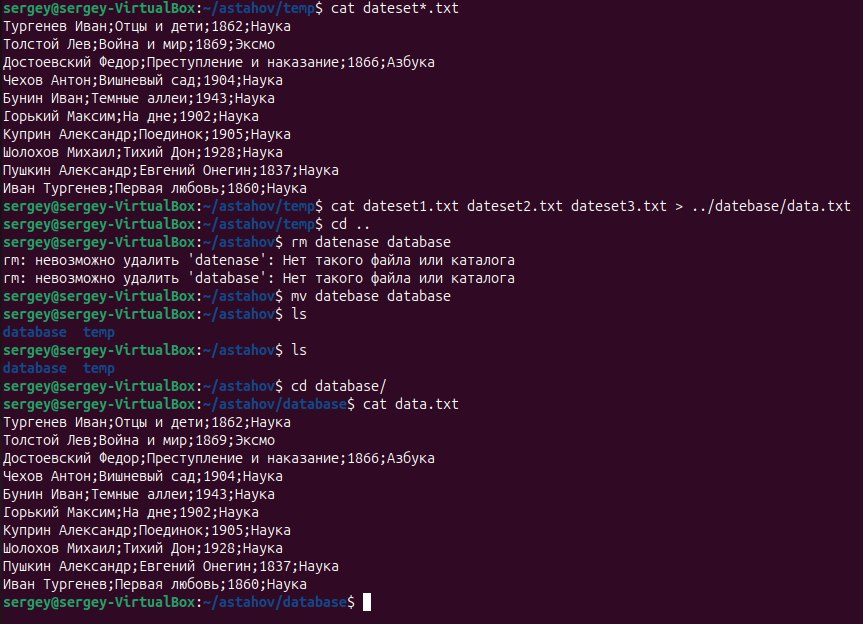 sergey@sergey-VirtualBox:~/astahov/temp$ cat dateset*.txt
Тургенев Иван;Отцы и дети;1862;Наука
Толстой Лев;Война и мир;1869;Эксмо
Достоевский Федор;Преступление и наказание;1866;Азбука
Чехов Антон;Вишневый сад;1904;Наука
Бунин Иван;Темные аллеи;1943;Наука
Горький Максим;На дне;1902;Наука
Куприн Александр;Поединок;1905;Наука
Шолохов Михаил;Тихий Дон;1928;Наука
Пушкин Александр;Евгений Онегин;1837;Наука
Иван Тургенев;Первая любовь;1860;Наука
sergey@sergey-VirtualBox:~/astahov/temp$ cat dateset1.txt dateset2.txt dateset3.txt > ../datebase/data.txt
sergey@sergey-VirtualBox:~/astahov/temp$ cd ..
sergey@sergey-VirtualBox:~/astahov$ rm datenase database
rm: невозможно удалить 'datenase': Нет такого файла или каталога
rm: невозможно удалить 'database': Нет такого файла или каталога
sergey@sergey-VirtualBox:~/astahov$ mv datebase database
sergey@sergey-VirtualBox:~/astahov$ ls
database  temp
sergey@sergey-VirtualBox:~/astahov$ ls
database  temp
sergey@sergey-VirtualBox:~/astahov$ cd database/
sergey@sergey-VirtualBox:~/astahov/database$ cat data.txt
Тургенев Иван;Отцы и дети;1862;Наука
Толстой Лев;Война и мир;1869;Эксмо
Достоевский Федор;Преступление и наказание;1866;Азбука
Чехов Антон;Вишневый сад;1904;Наука
Бунин Иван;Темные аллеи;1943;Наука
Горький Максим;На дне;1902;Наука
Куприн Александр;Поединок;1905;Наука
Шолохов Михаил;Тихий Дон;1928;Наука
Пушкин Александр;Евгений Онегин;1837;Наука
Иван Тургенев;Первая любовь;1860;Наука
sergey@sergey-VirtualBox:~/astahov/database$